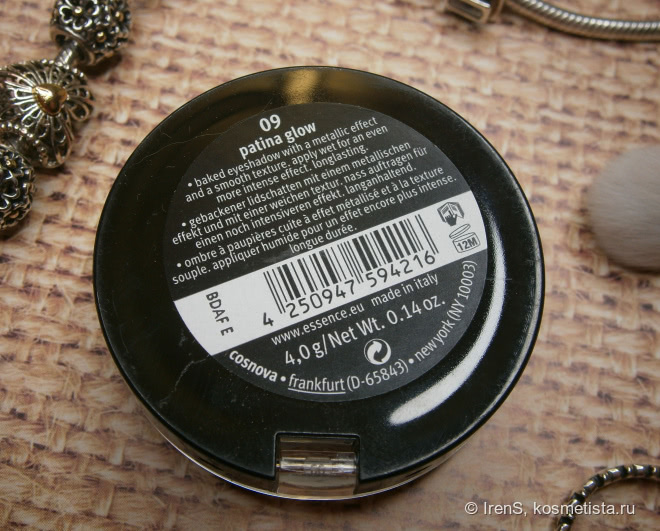 09
patina glow
• baked eyeshadow with a metallic effect
and a smooth texture. apply wet for an even
more intense effect. longlasting.
• gebackener lidschatten mit einem metallischen
effekt und mit einer weichen textur. nass auftragen für
einen noch intensiveren effekt. langanhaltend.
• ombre à paupières cuite à effet métallisé et à la texture
souple. appliquer humide pour un effet encore plus intense.
longue durée.
12M
BDAF E
4 250947 594216
www.essence.eu made in italy
4,0 g/Net Wt. 0.14 oz.
cosnova • frankfurt (D-65843) • new york (NY 10003)
© IrenS, kosmetista.ru